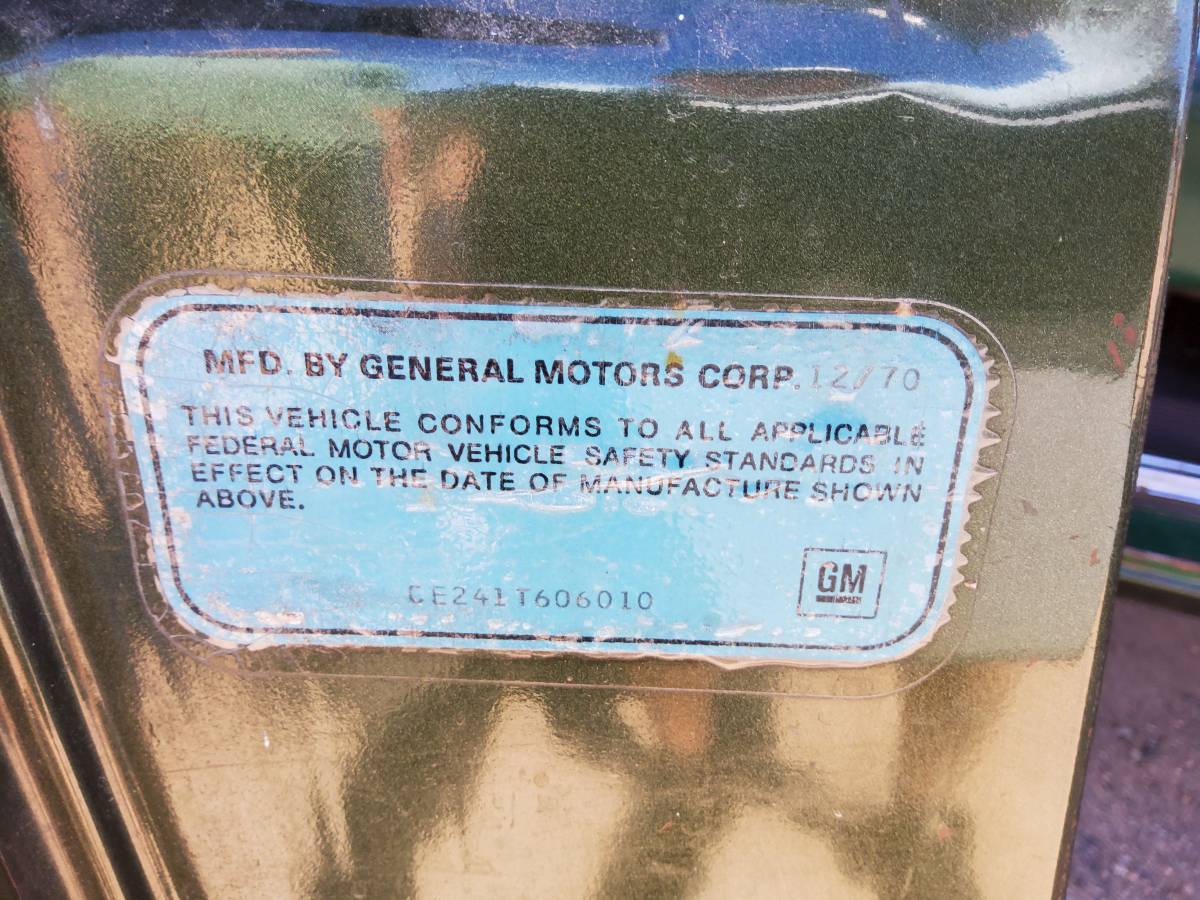 MFD. BY GENERAL MOTORS CORP. 12/70
THIS VEHICLE CONFORMS TO ALL APPLICABLE
FEDERAL MOTOR VEHICLE SAFETY STANDARDS IN
EFFECT ON THE DATE OF MANUFACTURE SHOWN
ABOVE.
CE241T606010
GM